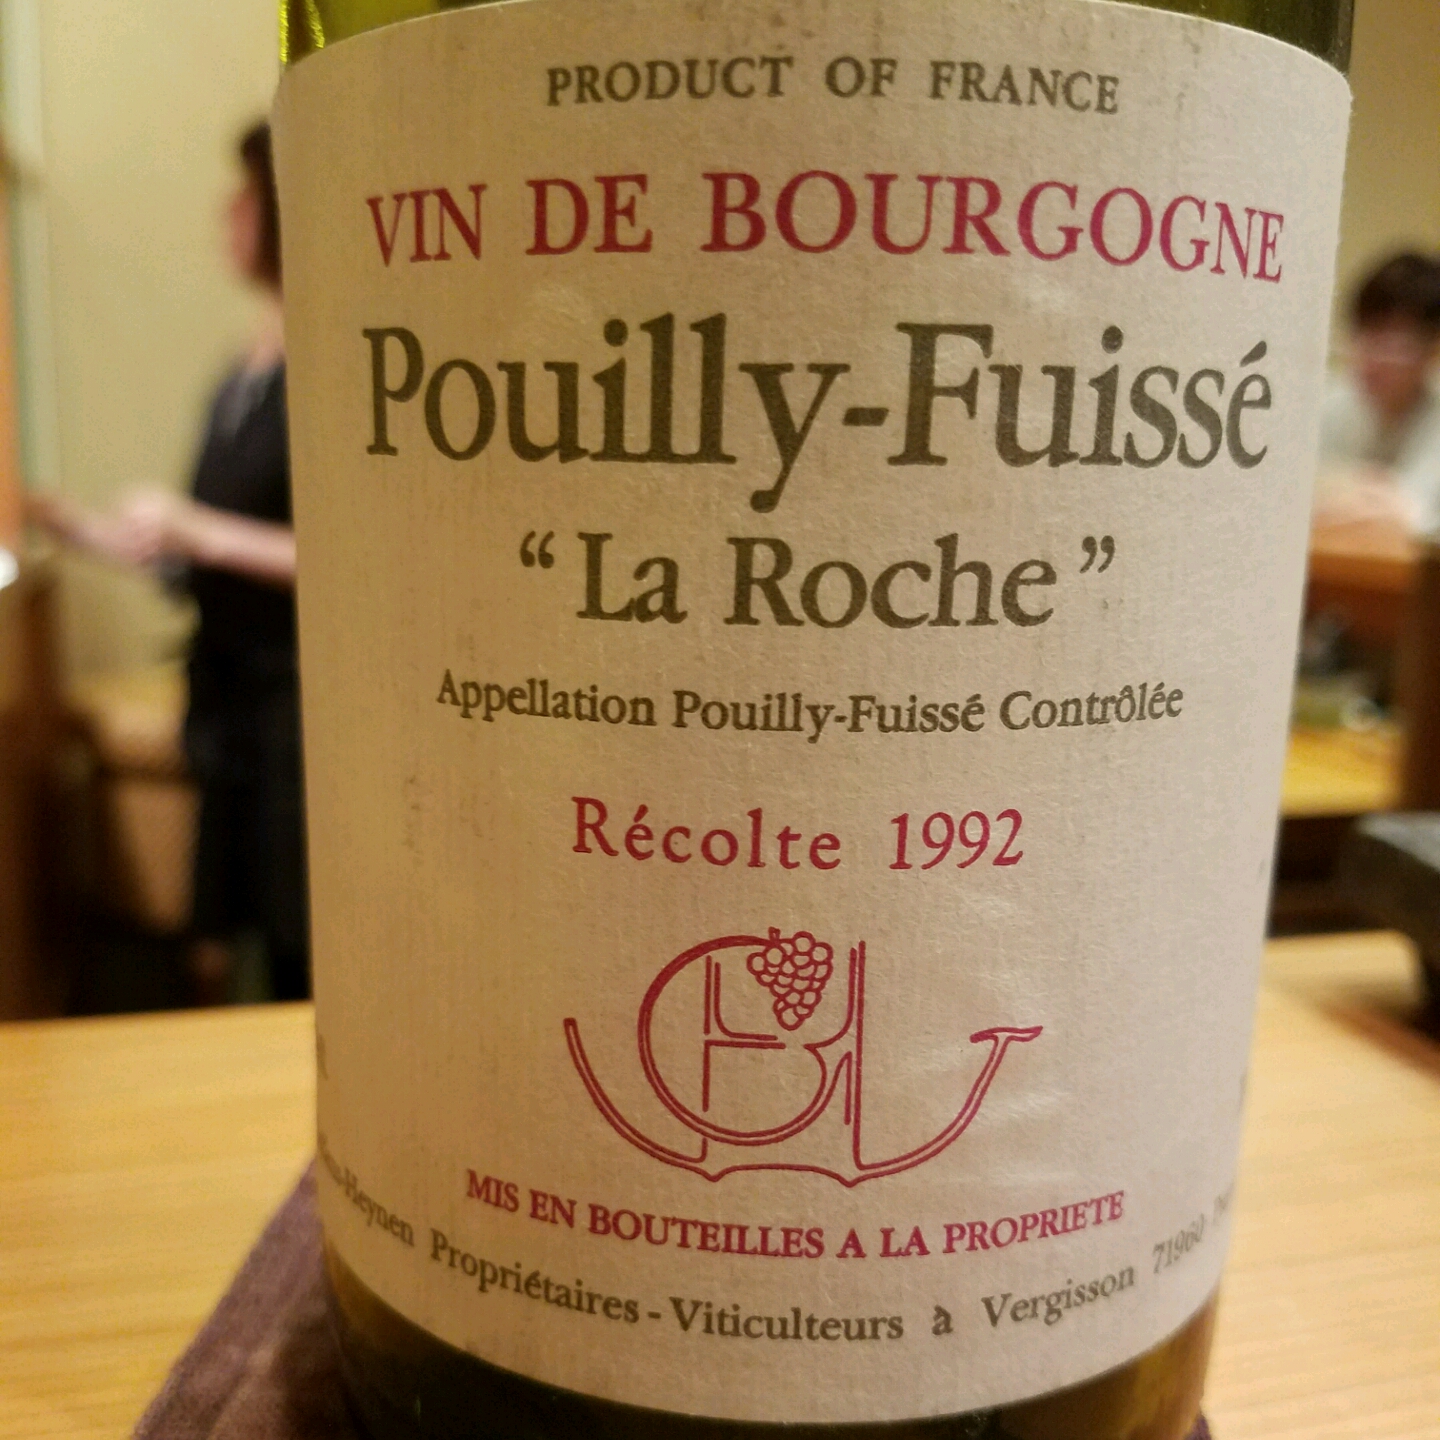 PRODUCT OF FRANCE
VIN DE BOURGOGNE
Pouilly-Fuissé
“La Roche”
Appellation Pouilly-Fuissé Contrôlée
Récolte 1992
MIS EN BOUTEILLES A LA PROPRIETE
Heynen Propriétaires - Viticulteurs à Vergisson 71960